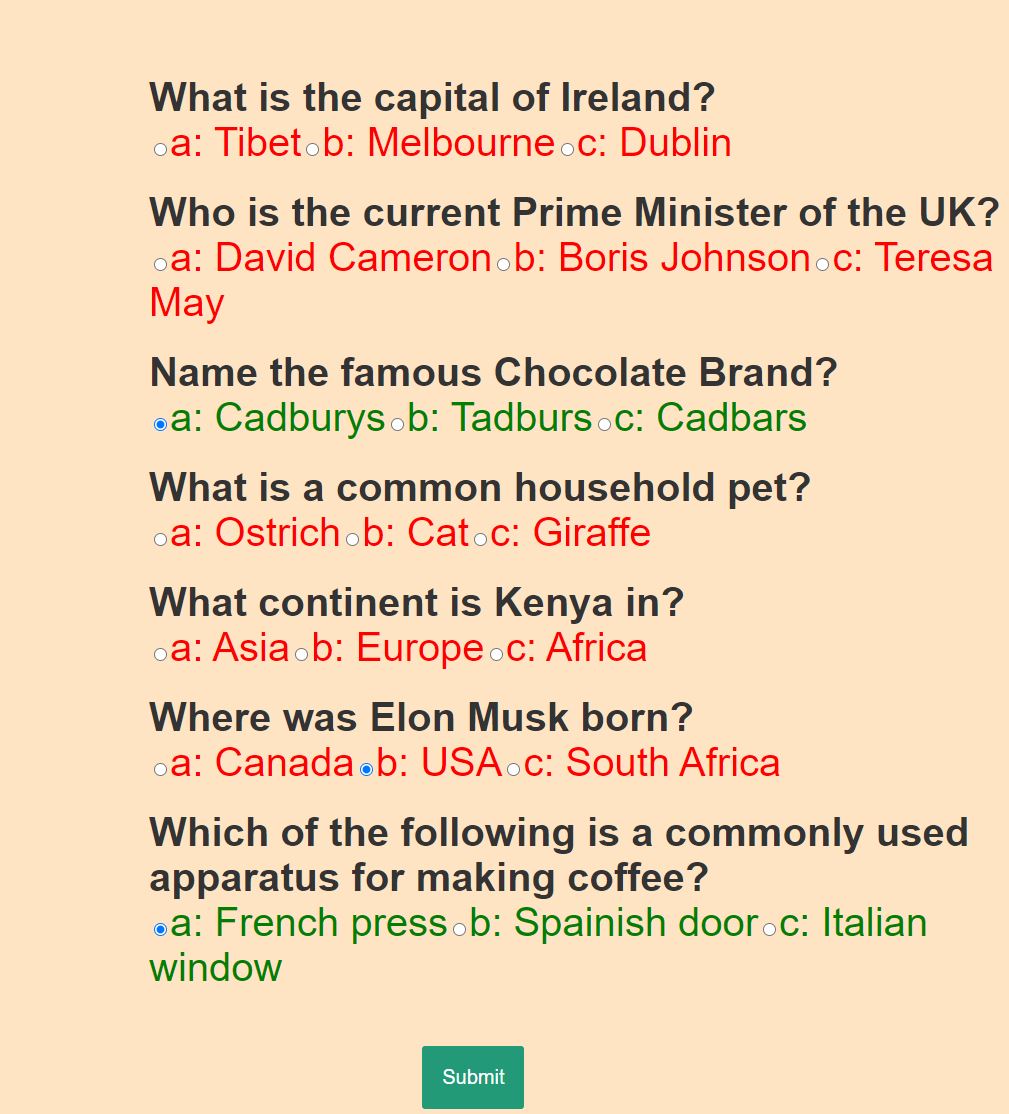 What is the capital of Ireland?
a: Tibet b: Melbourne c: Dublin
Who is the current Prime Minister of the UK?
a: David Cameron b: Boris Johnson c: Teresa
May
Name the famous Chocolate Brand?
a: Cadburys b: Tadburs c: Cadbars
What is a common household pet?
a: Ostrich b: Cat c: Giraffe
What continent is Kenya in?
a: Asia b: Europe c: Africa
Where was Elon Musk born?
a: Canada b: USA c: South Africa
Which of the following is a commonly used
apparatus for making coffee?
a: French press b: Spainish door c: Italian
window
Submit